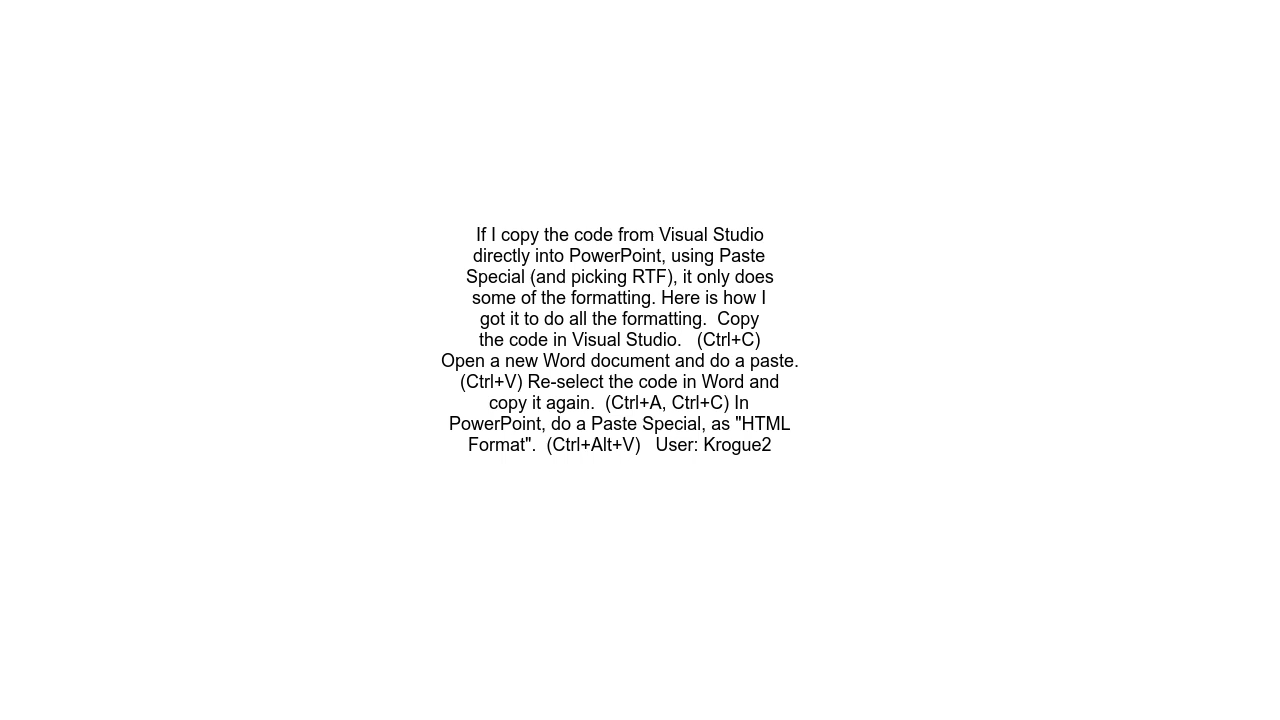 If I copy the code from Visual Studio
directly into PowerPoint, using Paste
Special (and picking RTF), it only does
some of the formatting. Here is how I
got it to do all the formatting.  Copy
the code in Visual Studio.   (Ctrl+C)
Open a new Word document and do a paste.
(Ctrl+V) Re-select the code in Word and
copy it again.  (Ctrl+A, Ctrl+C) In
PowerPoint, do a Paste Special, as "HTML
Format".  (Ctrl+Alt+V)   User: Krogue2